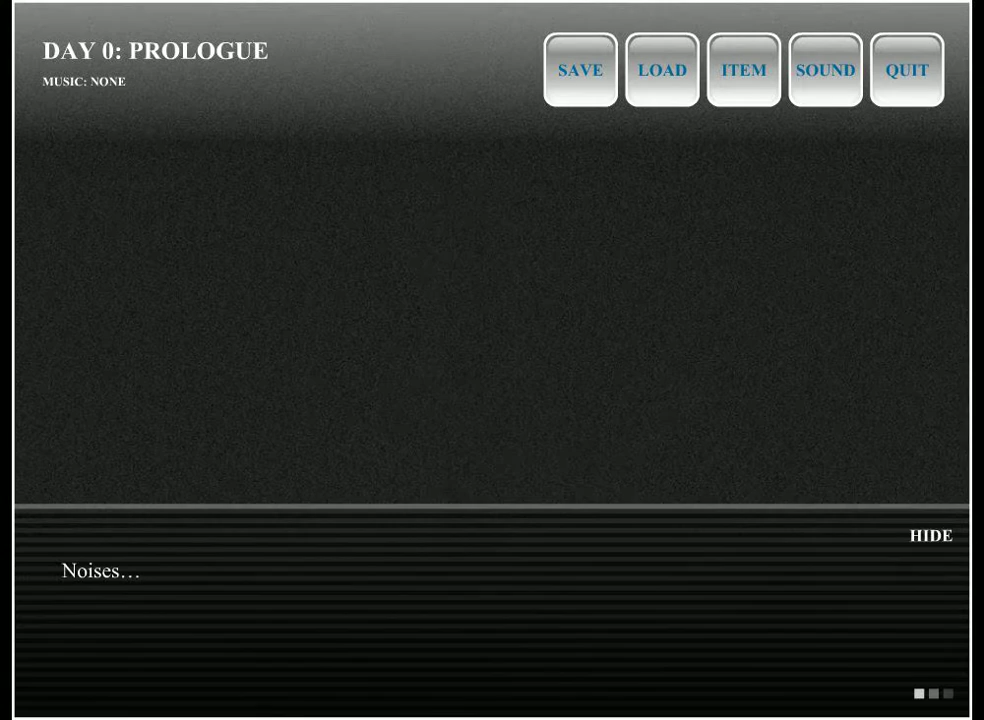 DAY 0: PROLOGUE
MUSIC: NONE
SAVE LOAD ITEM SOUND QUIT
HIDE
Noises…